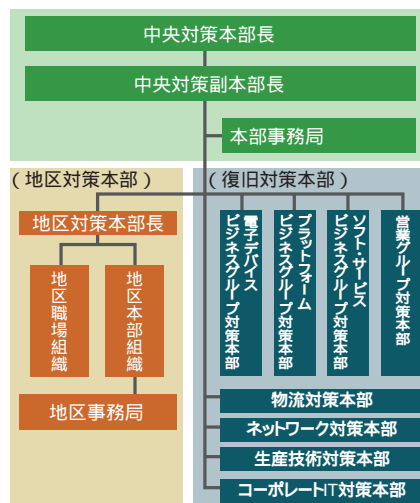 中央対策本部長
中央対策副本部長
本部事務局
(地区対策本部)
地区対策本部長
地区職場組織
地区本部組織
地区事務局
(復旧対策本部)
電子デバイス
ビジネスグループ対策本部
プラットフォーム
ビジネスグループ対策本部
ソフト・サービス
ビジネスグループ対策本部
営業グループ対策本部
物流対策本部
ネットワーク対策本部
生産技術対策本部
コーポレートIT対策本部